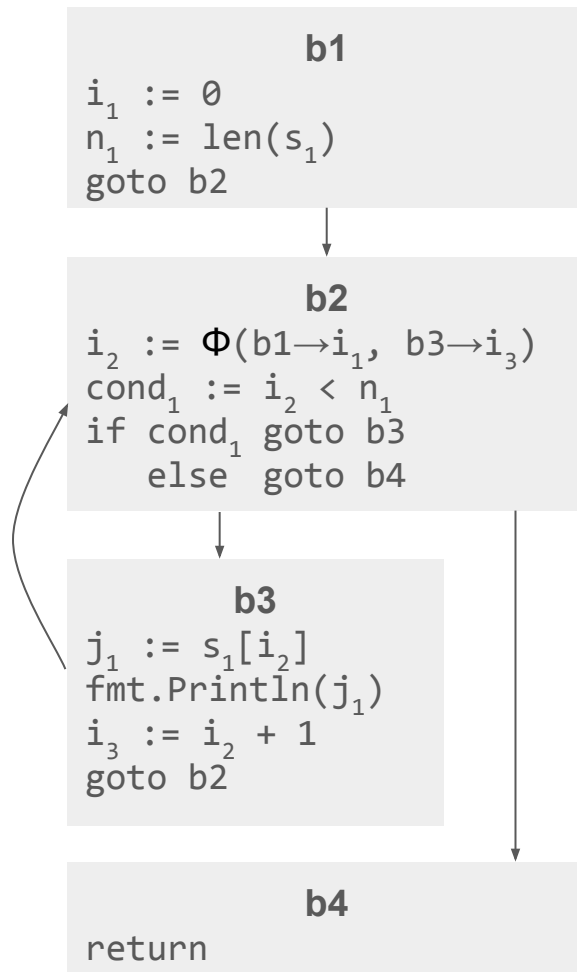 b1
i₁ := 0
n₁ := len(s₁)
goto b2
b2
i₂ := Φ(b1→i₁, b3→i₃)
cond₁ := i₂ < n₁
if cond₁ goto b3
else goto b4
b3
j₁ := s₁[i₂]
fmt.Println(j₁)
i₃ := i₂ + 1
goto b2
b4
return